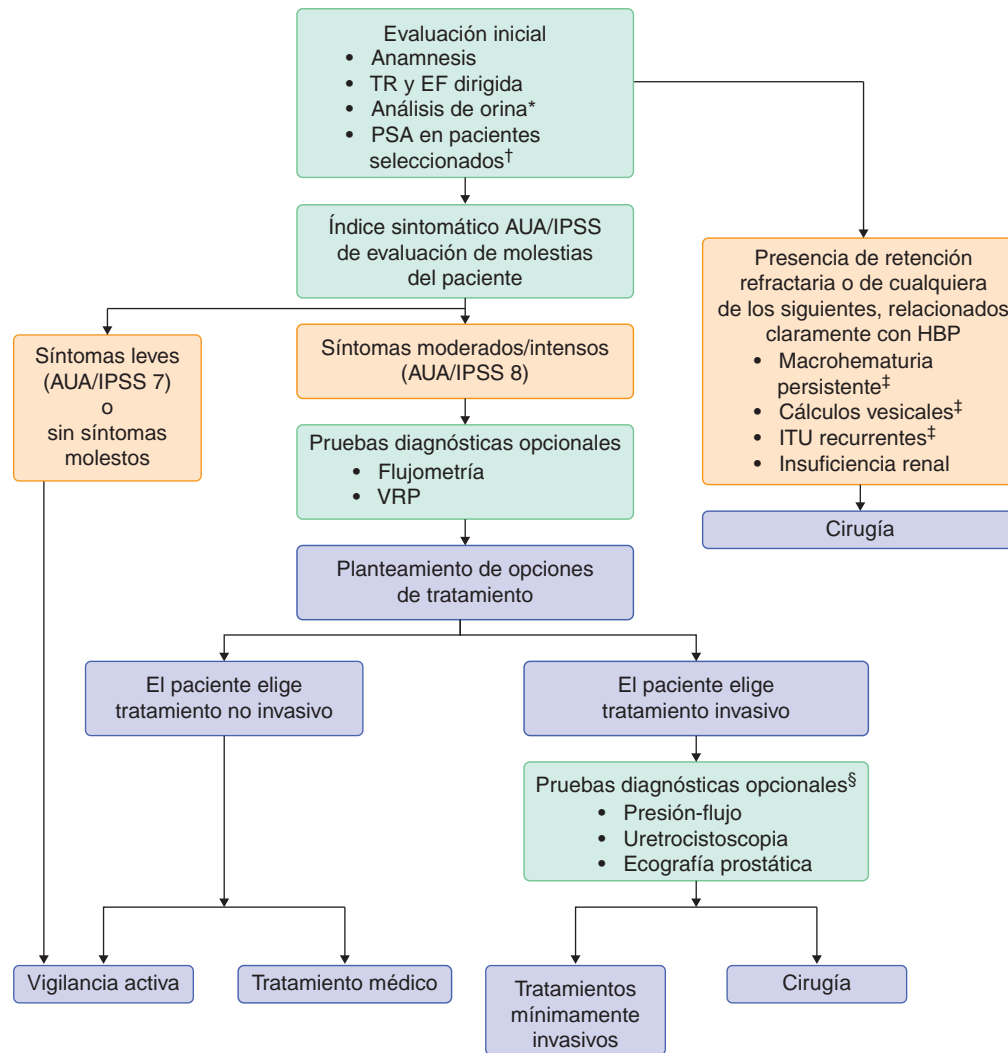 Evaluación inicial
• Anamnesis
• TR y EF dirigida
• Análisis de orina*
• PSA en pacientes
seleccionados†
Índice sintomático AUA/IPSS
de evaluación de molestias
del paciente
Presencia de retención
refractaria o de cualquiera
de los siguientes, relacionados
claramente con HBP
• Macrohematuria
persistente‡
• Cálculos vesicales‡
• ITU recurrentes‡
• Insuficiencia renal
Síntomas leves
(AUA/IPSS 7)
o
sin síntomas
molestos
Síntomas moderados/intensos
(AUA/IPSS 8)
Pruebas diagnósticas opcionales
• Flujometría
• VRP
Cirugía
Planteamiento de opciones
de tratamiento
El paciente elige
tratamiento no invasivo
El paciente elige
tratamiento invasivo
Pruebas diagnósticas opcionales§
• Presión-flujo
• Uretrocistoscopia
• Ecografía prostática
Vigilancia activa
Tratamiento médico
Tratamientos
mínimamente
invasivos
Cirugía